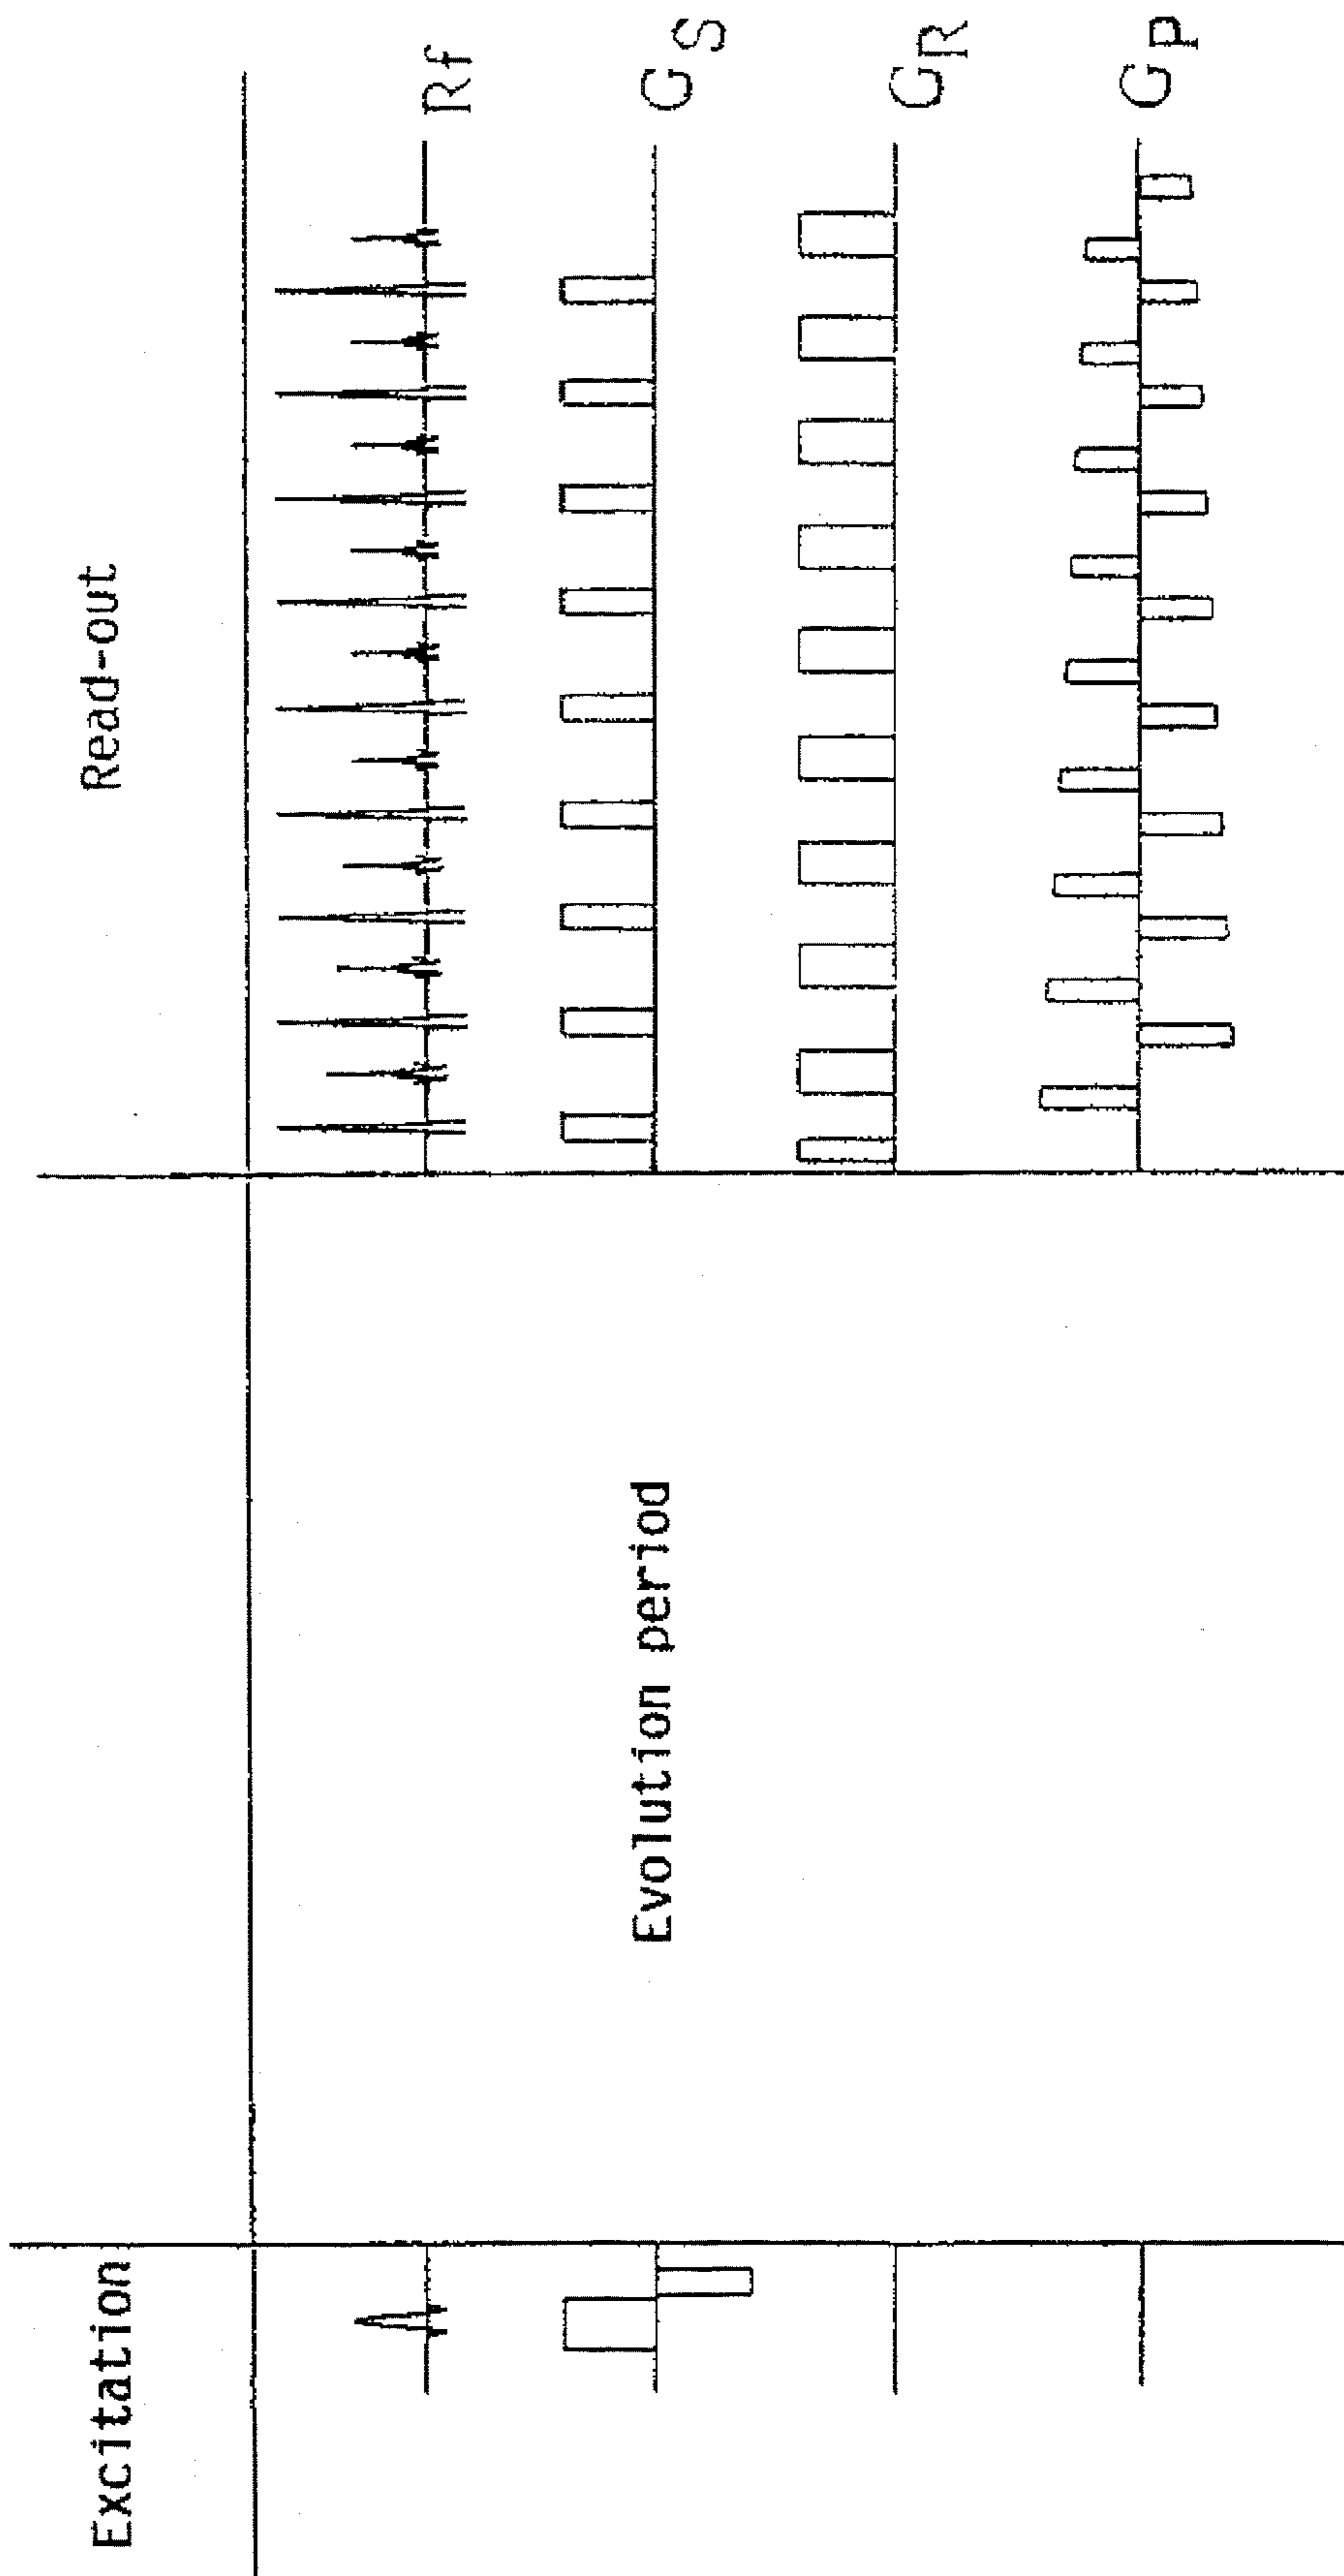 Excitation
Evolution period
Read-out
Rf
GS
GR
GP